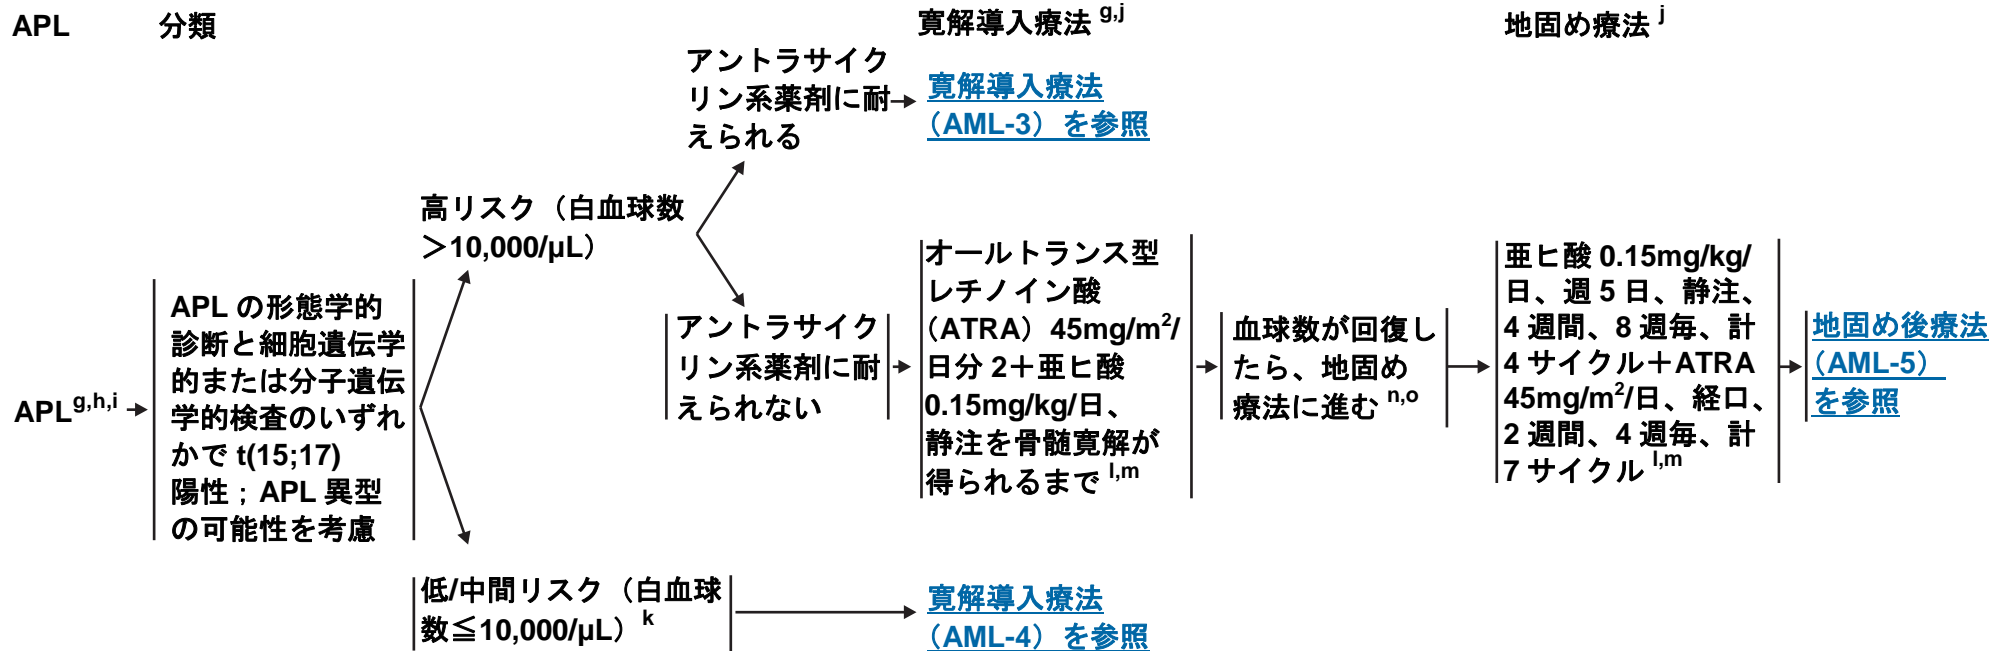 APL 分類 寛解導入療法 g,j 地固め療法 j
アントラサイク
リン系薬剤に耐
えられる
寛解導入療法
（AML-3）を参照
高リスク（白血球数
＞10,000/µL）
APL g,h,i
APL の形態学的
診断と細胞遺伝学
的または分子遺伝
学的検査のいずれ
かで t(15;17)
陽性；APL 異型
の可能性を考慮
アントラサイク
リン系薬剤に耐
えられない
オールトランス型
レチノイン酸
（ATRA）45mg/m2/
日分 2＋亜ヒ酸
0.15mg/kg/日、
静注を骨髄寛解が
得られるまで l,m
血球数が回復し
たら、地固め
療法に進む n,o
亜ヒ酸 0.15mg/kg/
日、週 5 日、静注、
4 週間、8 週毎、計
4 サイクル＋ATRA
45mg/m2/日、経口、
2 週間、4 週毎、計
7 サイクル l,m
地固め後療法
（AML-5）
を参照
低/中間リスク（白血球
数≦10,000/µL）k
寛解導入療法
（AML-4）を参照